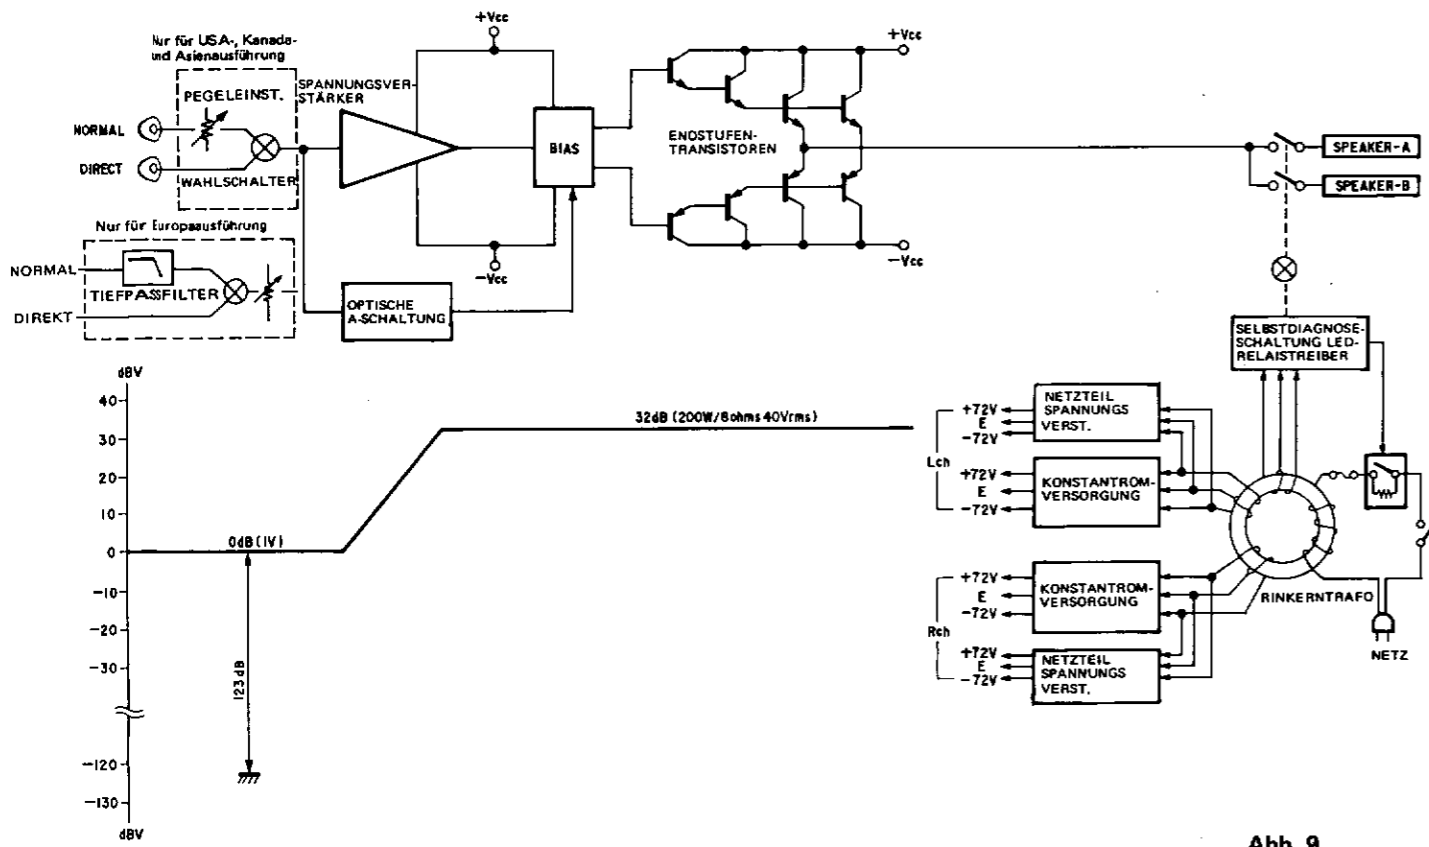 Nur für USA-, Kanada-
und Asienausführung
PEGELEINST.
NORMAL
DIRECT
WAHLSCHALTER
SPANNUNGSVER-
STÄRKER
+Vcc
-Vcc
BIAS
ENDSTUFEN-
TRANSISTOREN
+Vcc
-Vcc
SPEAKER-A
SPEAKER-B
Nur für Europaausführung
NORMAL
TIEFPASSFILTER
DIREKT
OPTISCHE
A-SCHALTUNG
SELBSTDIAGNOSE-
SCHALTUNG LED-
RELAISTREIBER
dBV
40
30
20
10
0
-10
-20
-30
-120
-130
dBV
0dB (1V)
123dB
32dB (200W/8ohms 40Vrms)
Lch
+72V
E
-72V
NETZTEIL
SPANNUNGS
VERST.
+72V
E
-72V
KONSTANTROM-
VERSORGUNG
Rch
+72V
E
-72V
KONSTANTROM-
VERSORGUNG
+72V
E
-72V
NETZTEIL
SPANNUNGS
VERST.
RINKERNTRAFO
NETZ
Abb. 9